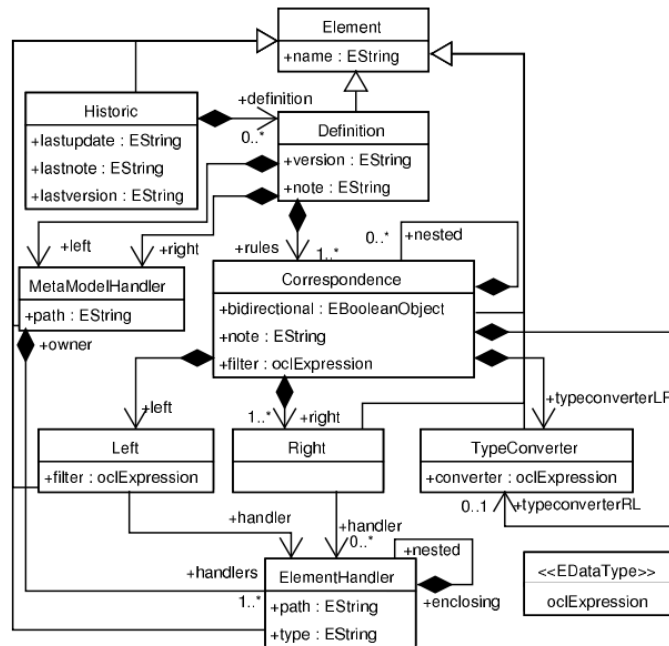 Element
+name : EString
Historic
+lastupdate : EString
+lastnote : EString
+lastversion : EString
+definition
0..*
Definition
+version : EString
+note : EString
+left
+right
+rules
1..*
0..*
+nested
MetaModelHandler
+path : EString
+owner
Correspondence
+bidirectional : EBooleanObject
+note : EString
+filter : oclExpression
+left
1..*
+right
+typeconverterLR
Left
+filter : oclExpression
Right
TypeConverter
+converter : oclExpression
0..1
+typeconverterRL
+handler
+handler
0..*
+nested
+handlers
1..*
ElementHandler
+path : EString
+type : EString
+enclosing
<<EDataType>>
oclExpression